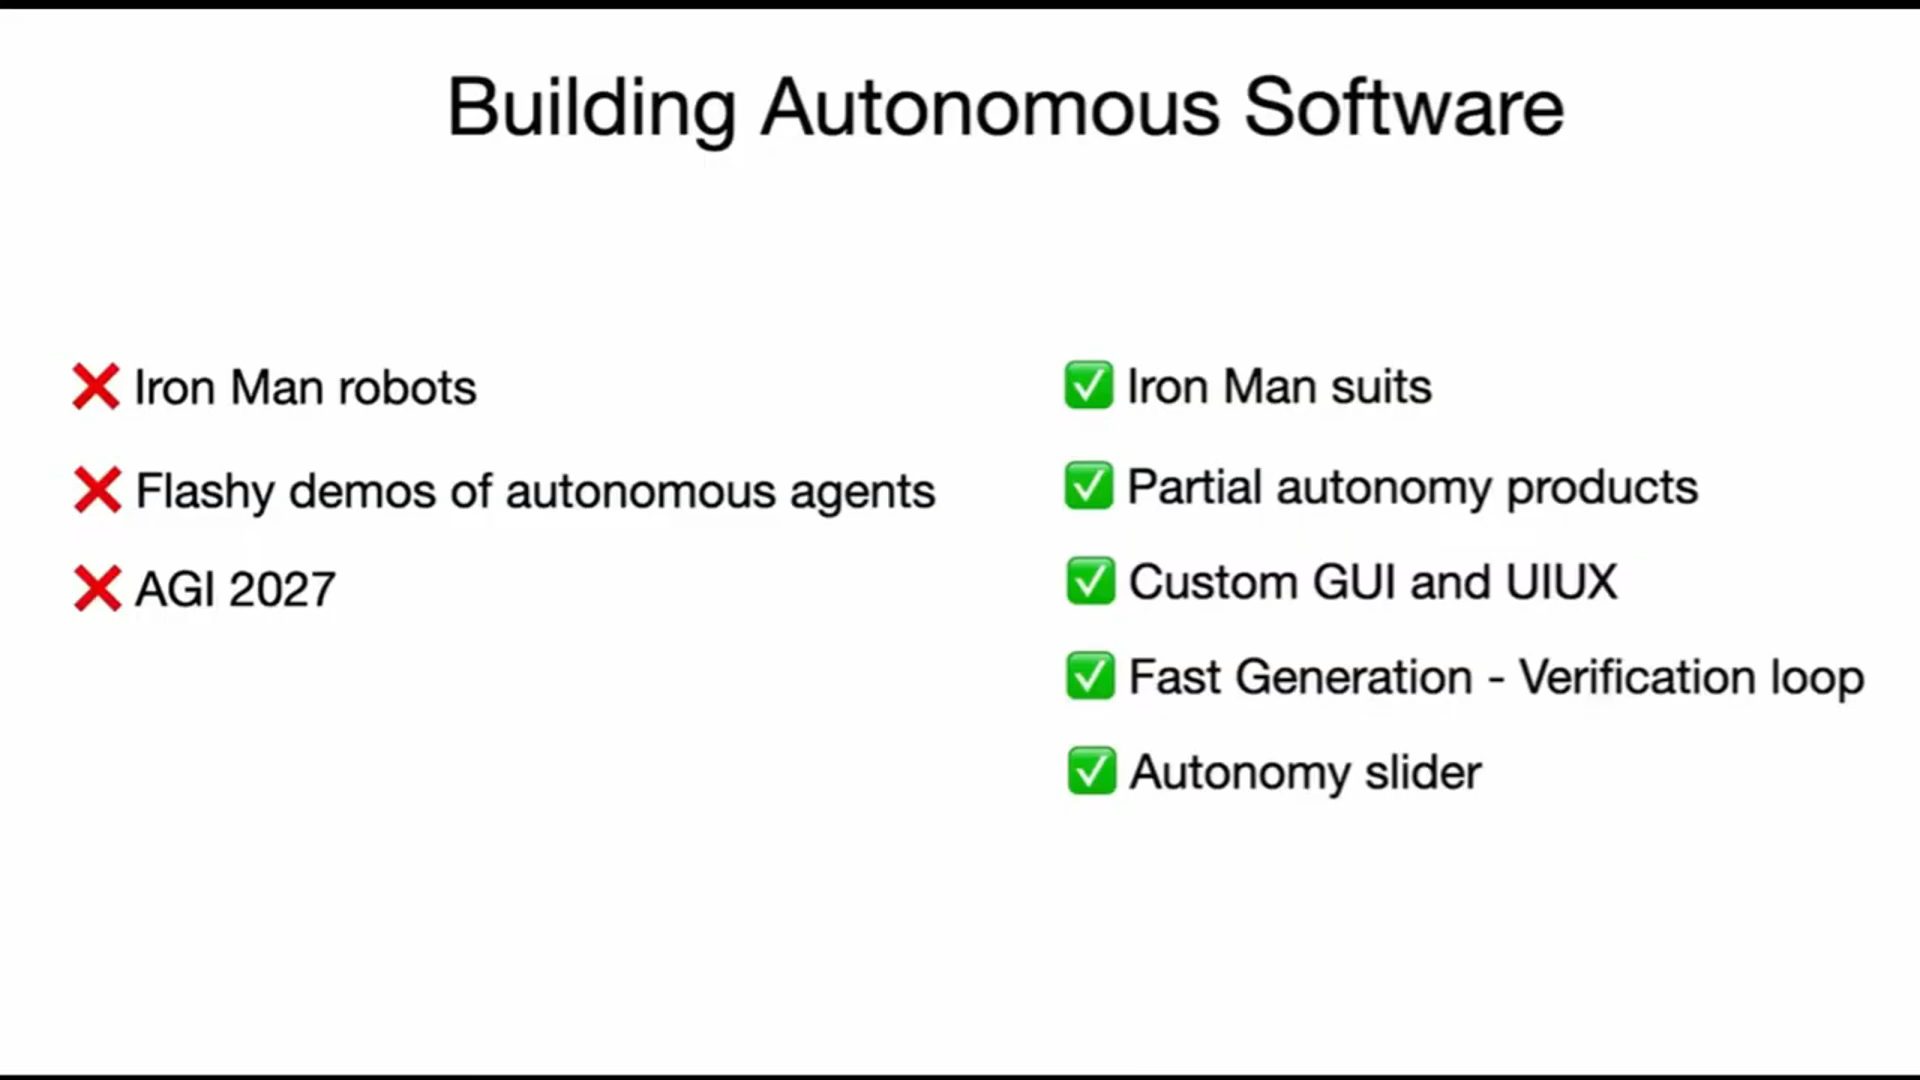 Building Autonomous Software
❌ Iron Man robots
❌ Flashy demos of autonomous agents
❌ AGI 2027
✅ Iron Man suits
✅ Partial autonomy products
✅ Custom GUI and UIUX
✅ Fast Generation - Verification loop
✅ Autonomy slider